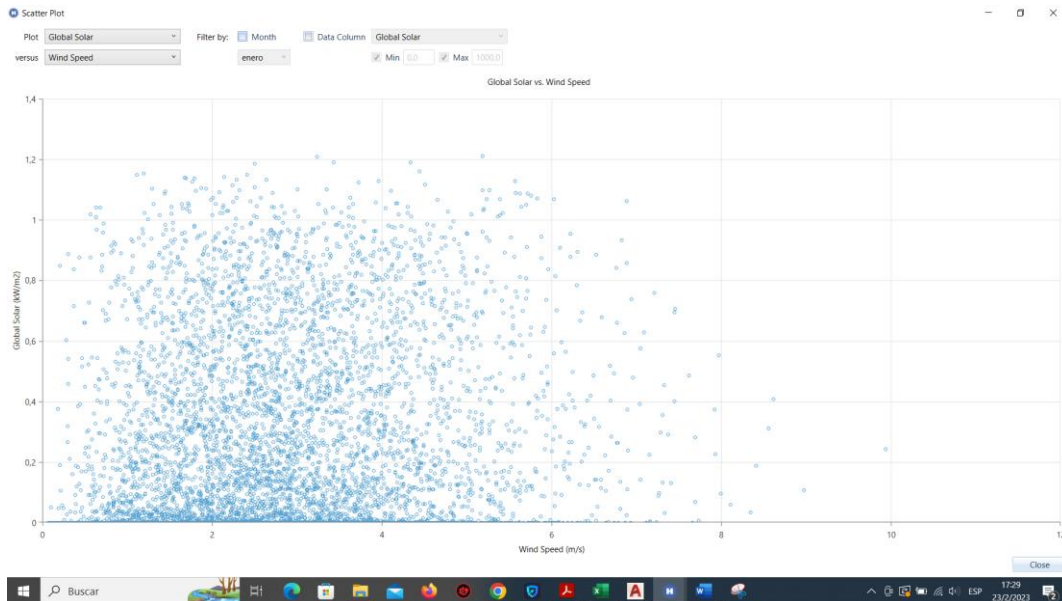 Scatter Plot
Plot Global Solar Filter by: Month Data Column Global Solar
versus Wind Speed enero Min 0,0 Max 1000,0
Global Solar vs. Wind Speed
1,4
1,2
1
0,8
0,6
0,4
0,2
0
Global Solar (kW/m2)
0 2 4 6 8 10 12
Wind Speed (m/s)
Close
Buscar
ESP
17:29
23/2/2023